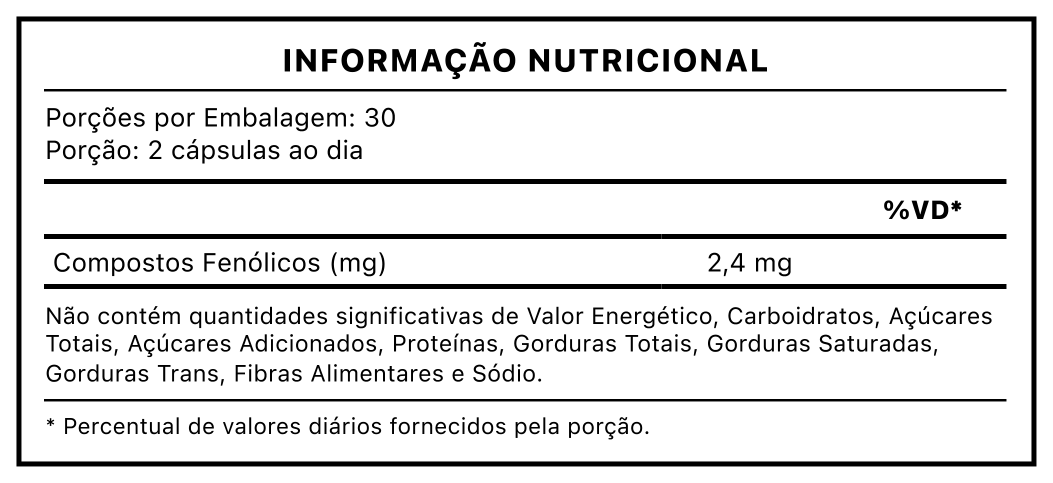 INFORMAÇÃO NUTRICIONAL
Porções por Embalagem: 30
Porção: 2 cápsulas ao dia
%VD*
Compostos Fenólicos (mg) 2,4 mg
Não contém quantidades significativas de Valor Energético, Carboidratos, Açúcares
Totais, Açúcares Adicionados, Proteínas, Gorduras Totais, Gorduras Saturadas,
Gorduras Trans, Fibras Alimentares e Sódio.
* Percentual de valores diários fornecidos pela porção.